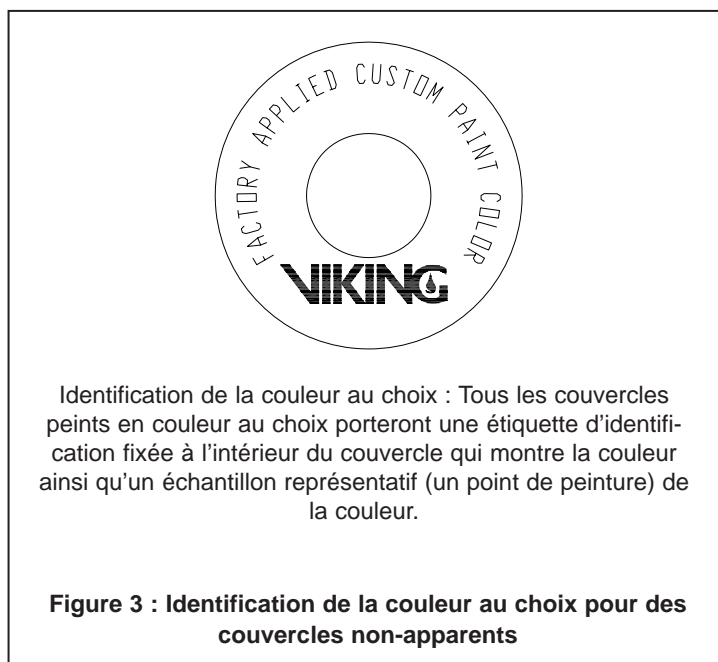 FACTORY APPLIED CUSTOM PAINT COLOR
VIKING
Identification de la couleur au choix : Tous les couvercles
peints en couleur au choix porteront une étiquette d’identifi-
cation fixée à l’intérieur du couvercle qui montre la couleur
ainsi qu’un échantillon représentatif (un point de peinture) de
la couleur.
Figure 3 : Identification de la couleur au choix pour des
couvercles non-apparents